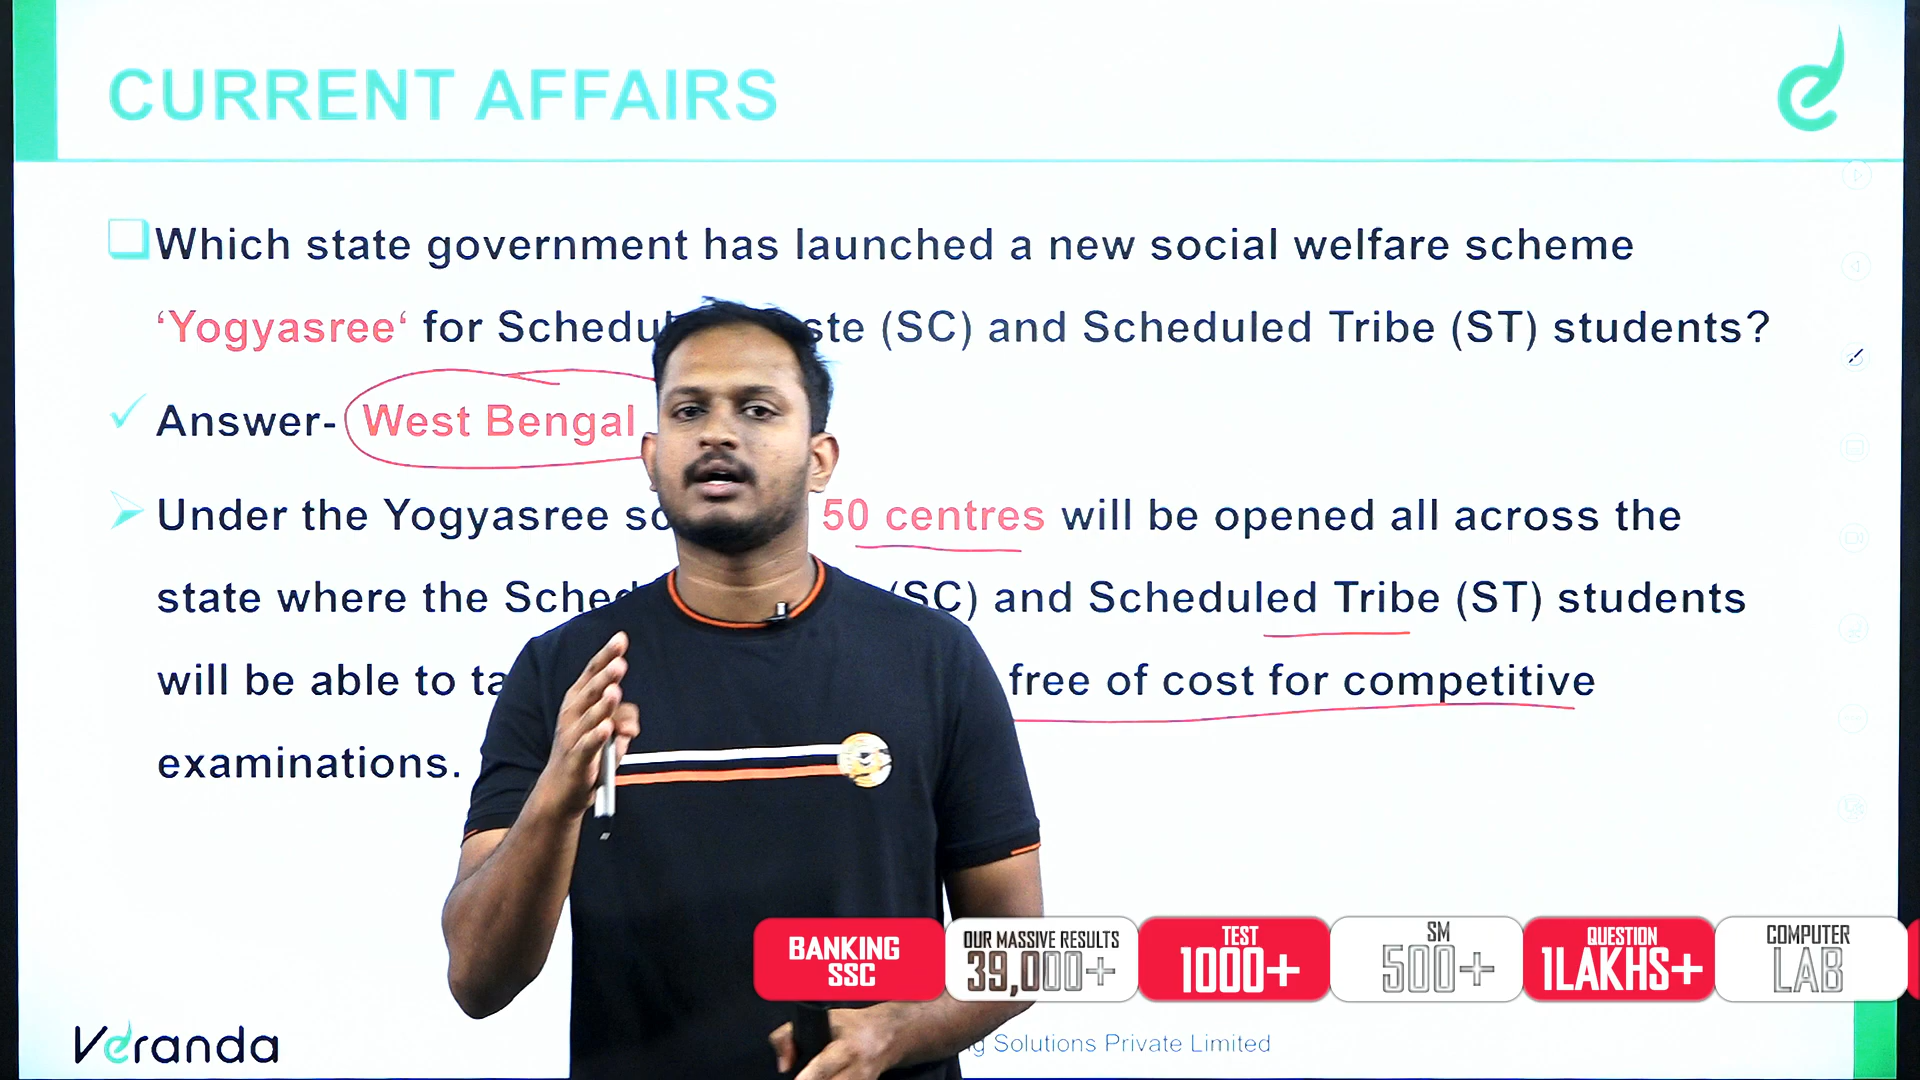 CURRENT AFFAIRS
Which state government has launched a new social welfare scheme
‘Yogyasree‘ for (SC) and Scheduled Tribe (ST) students?
Answer- West Bengal
Under the Yogyasree 50 centres will be opened all across the
state where the (SC) and Scheduled Tribe (ST) students
will be able to free of cost for competitive
examinations.
BANKING SSC
OUR MASSIVE RESULTS 39,000+
TEST 1000+
SM 500+
QUESTION 1LAKHS+
COMPUTER LAB
Veranda
Solutions Private Limited